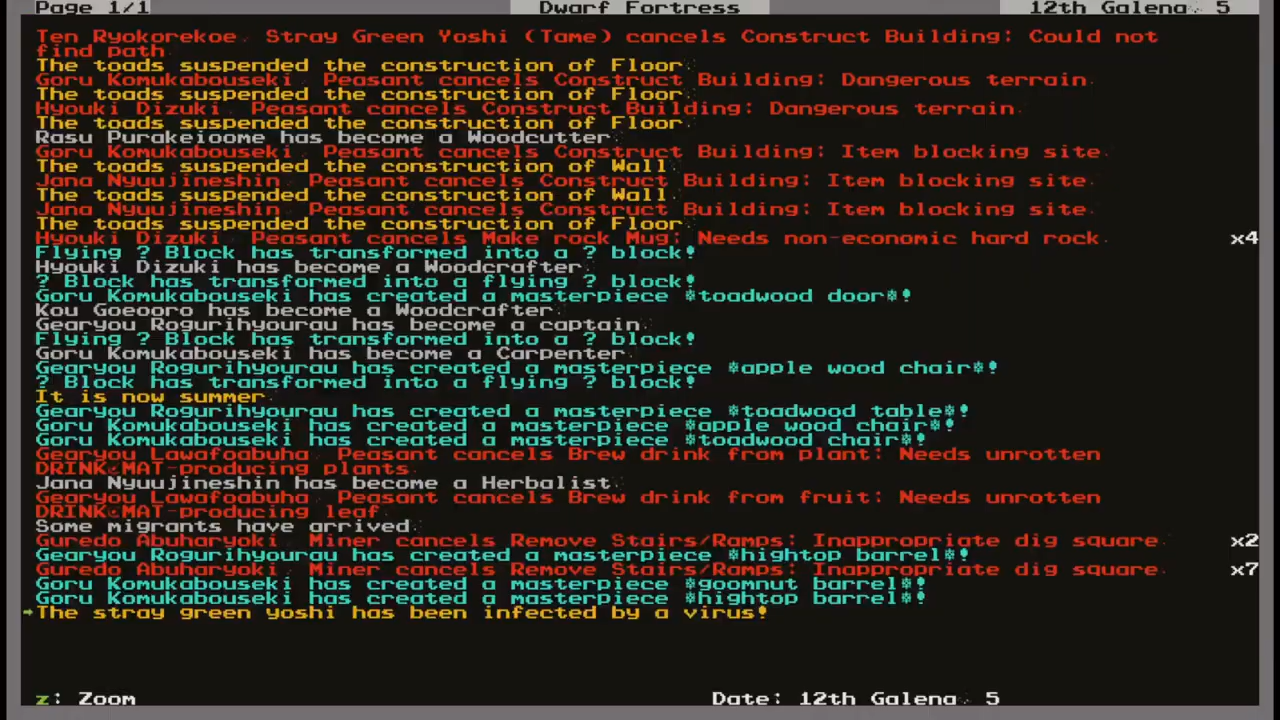 Page 1/1 Dwarf Fortress 12th Galena 5
Ten Ryokorekoe, Stray Green Yoshi (Tame) cancels Construct Building: Could not
find path.
The toads suspended the construction of Floor.
Goru Komukabouseki, Peasant cancels Construct Building: Dangerous terrain.
The toads suspended the construction of Floor.
Hyouki Dizuki, Peasant cancels Construct Building: Dangerous terrain.
The toads suspended the construction of Floor.
Rasu Purakeioome has become a Woodcutter.
Goru Komukabouseki, Peasant cancels Construct Building: Item blocking site.
The toads suspended the construction of Wall.
Jana Nyuujineshin, Peasant cancels Construct Building: Item blocking site.
The toads suspended the construction of Wall.
Jana Nyuujineshin, Peasant cancels Construct Building: Item blocking site.
The toads suspended the construction of Floor.
Hyouki Dizuki, Peasant cancels Make rock Mug: Needs non-economic hard rock. x4
Flying ? Block has transformed into a ? block!
Hyouki Dizuki has become a Woodcrafter.
? Block has transformed into a flying ? block!
Goru Komukabouseki has created a masterpiece *toadwood door*!
Kou Goeooro has become a Woodcrafter.
Gearyou Rogurihyourau has become a captain.
Flying ? Block has transformed into a ? block!
Goru Komukabouseki has become a Carpenter.
Gearyou Rogurihyourau has created a masterpiece *apple wood chair*!
? Block has transformed into a flying ? block!
It is now summer.
Gearyou Rogurihyourau has created a masterpiece *toadwood table*!
Goru Komukabouseki has created a masterpiece *apple wood chair*!
Goru Komukabouseki has created a masterpiece *toadwood chair*!
Gearyou Lawafoabuha, Peasant cancels Brew drink from plant: Needs unrotten
DRINK_MAT-producing plants.
Jana Nyuujineshin has become a Herbalist.
Gearyou Lawafoabuha, Peasant cancels Brew drink from fruit: Needs unrotten
DRINK_MAT-producing leaf.
Some migrants have arrived.
Guredo Abuharyoki, Miner cancels Remove Stairs/Ramps: Inappropriate dig square. x2
Gearyou Rogurihyourau has created a masterpiece *hightop barrel*!
Guredo Abuharyoki, Miner cancels Remove Stairs/Ramps: Inappropriate dig square. x7
Goru Komukabouseki has created a masterpiece *goomnut barrel*!
Goru Komukabouseki has created a masterpiece *hightop barrel*!
→The stray green yoshi has been infected by a virus!
z: Zoom Date: 12th Galena, 5